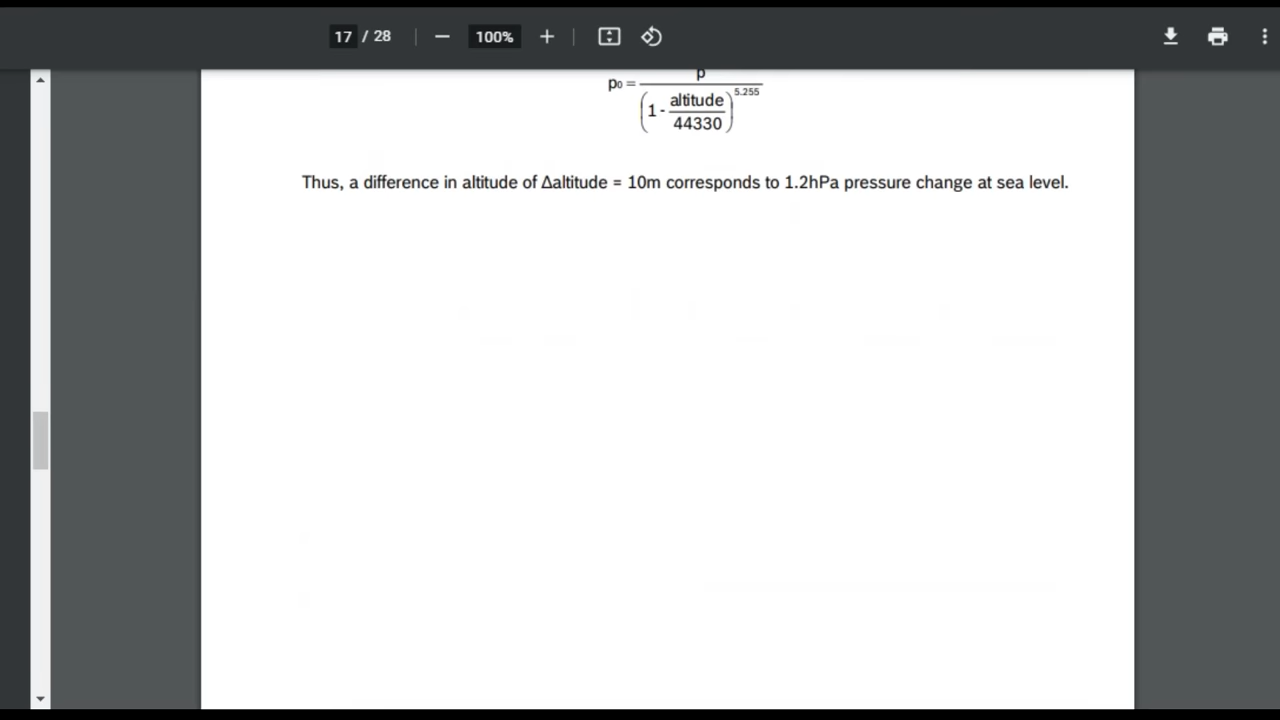 17 / 28 — 100% +
p
p0 =
(1 - altitude / 44330)^5.255
Thus, a difference in altitude of Δaltitude = 10m corresponds to 1.2hPa pressure change at sea level.